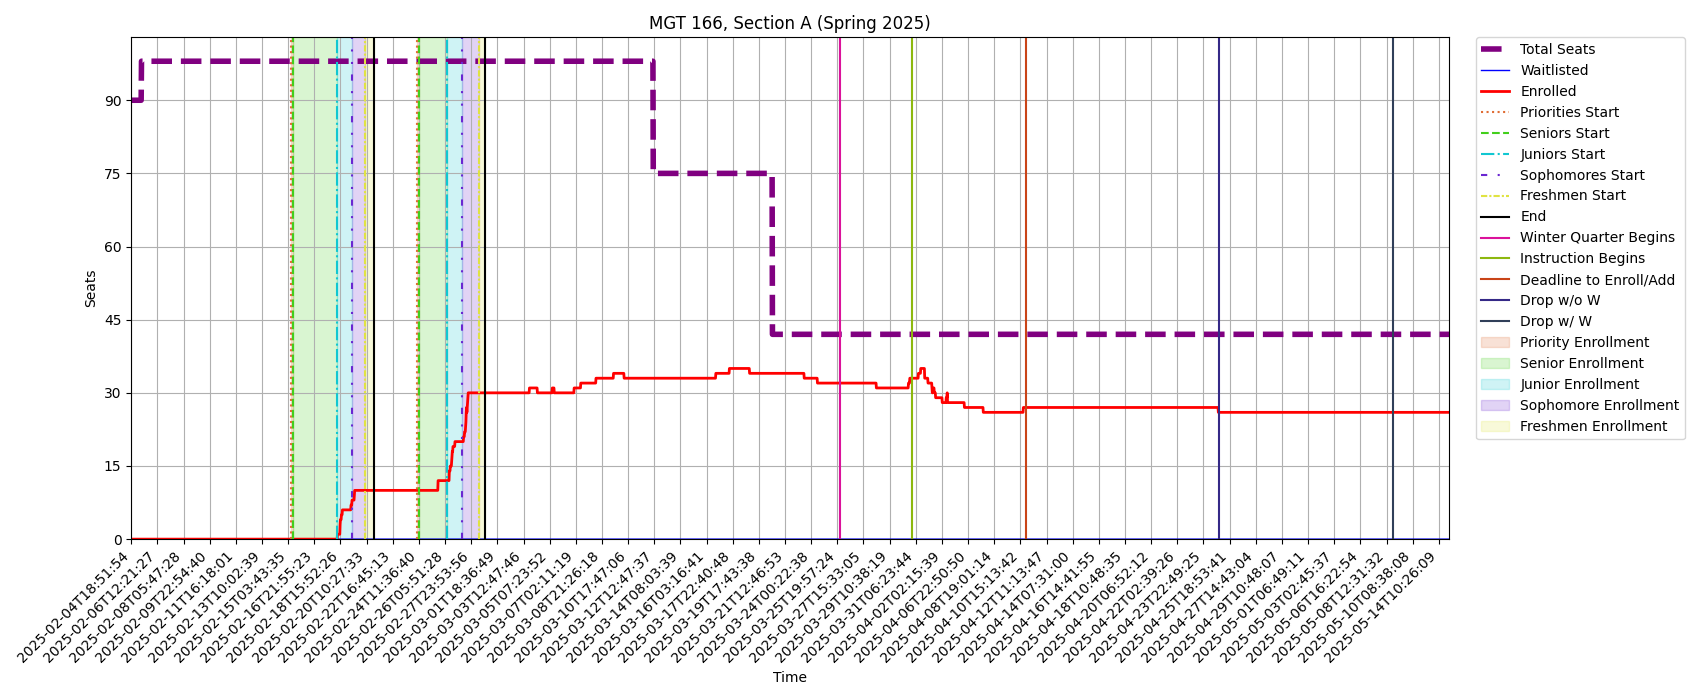 MGT 166, Section A (Spring 2025)
Seats
90
75
60
45
30
15
0
2025-02-04T18:51:54
2025-02-06T12:21:27
2025-02-08T05:47:28
2025-02-09T22:54:40
2025-02-11T16:18:01
2025-02-13T10:02:39
2025-02-15T03:43:35
2025-02-16T21:55:23
2025-02-18T15:52:26
2025-02-20T10:27:33
2025-02-22T16:45:13
2025-02-24T11:36:40
2025-02-26T05:51:28
2025-02-27T23:53:56
2025-03-01T18:36:49
2025-03-03T12:47:46
2025-03-05T07:23:52
2025-03-07T02:11:19
2025-03-08T21:26:18
2025-03-10T17:47:06
2025-03-12T12:47:37
2025-03-14T08:03:39
2025-03-16T03:16:41
2025-03-17T22:40:48
2025-03-19T17:43:38
2025-03-21T12:46:53
2025-03-24T00:22:38
2025-03-25T19:57:24
2025-03-27T15:33:05
2025-03-29T10:38:19
2025-03-31T06:23:44
2025-04-02T02:15:39
2025-04-06T22:50:50
2025-04-08T19:01:14
2025-04-10T15:13:42
2025-04-12T11:13:47
2025-04-14T07:31:00
2025-04-16T14:41:55
2025-04-18T10:48:35
2025-04-20T06:52:12
2025-04-22T02:39:26
2025-04-23T22:49:25
2025-04-25T18:53:41
2025-04-27T14:43:04
2025-04-29T10:48:07
2025-05-01T06:49:11
2025-05-03T02:45:37
2025-05-06T16:22:54
2025-05-08T12:31:32
2025-05-10T08:38:08
2025-05-14T10:26:09
Time
Total Seats
Waitlisted
Enrolled
Priorities Start
Seniors Start
Juniors Start
Sophomores Start
Freshmen Start
End
Winter Quarter Begins
Instruction Begins
Deadline to Enroll/Add
Drop w/o W
Drop w/ W
Priority Enrollment
Senior Enrollment
Junior Enrollment
Sophomore Enrollment
Freshmen Enrollment